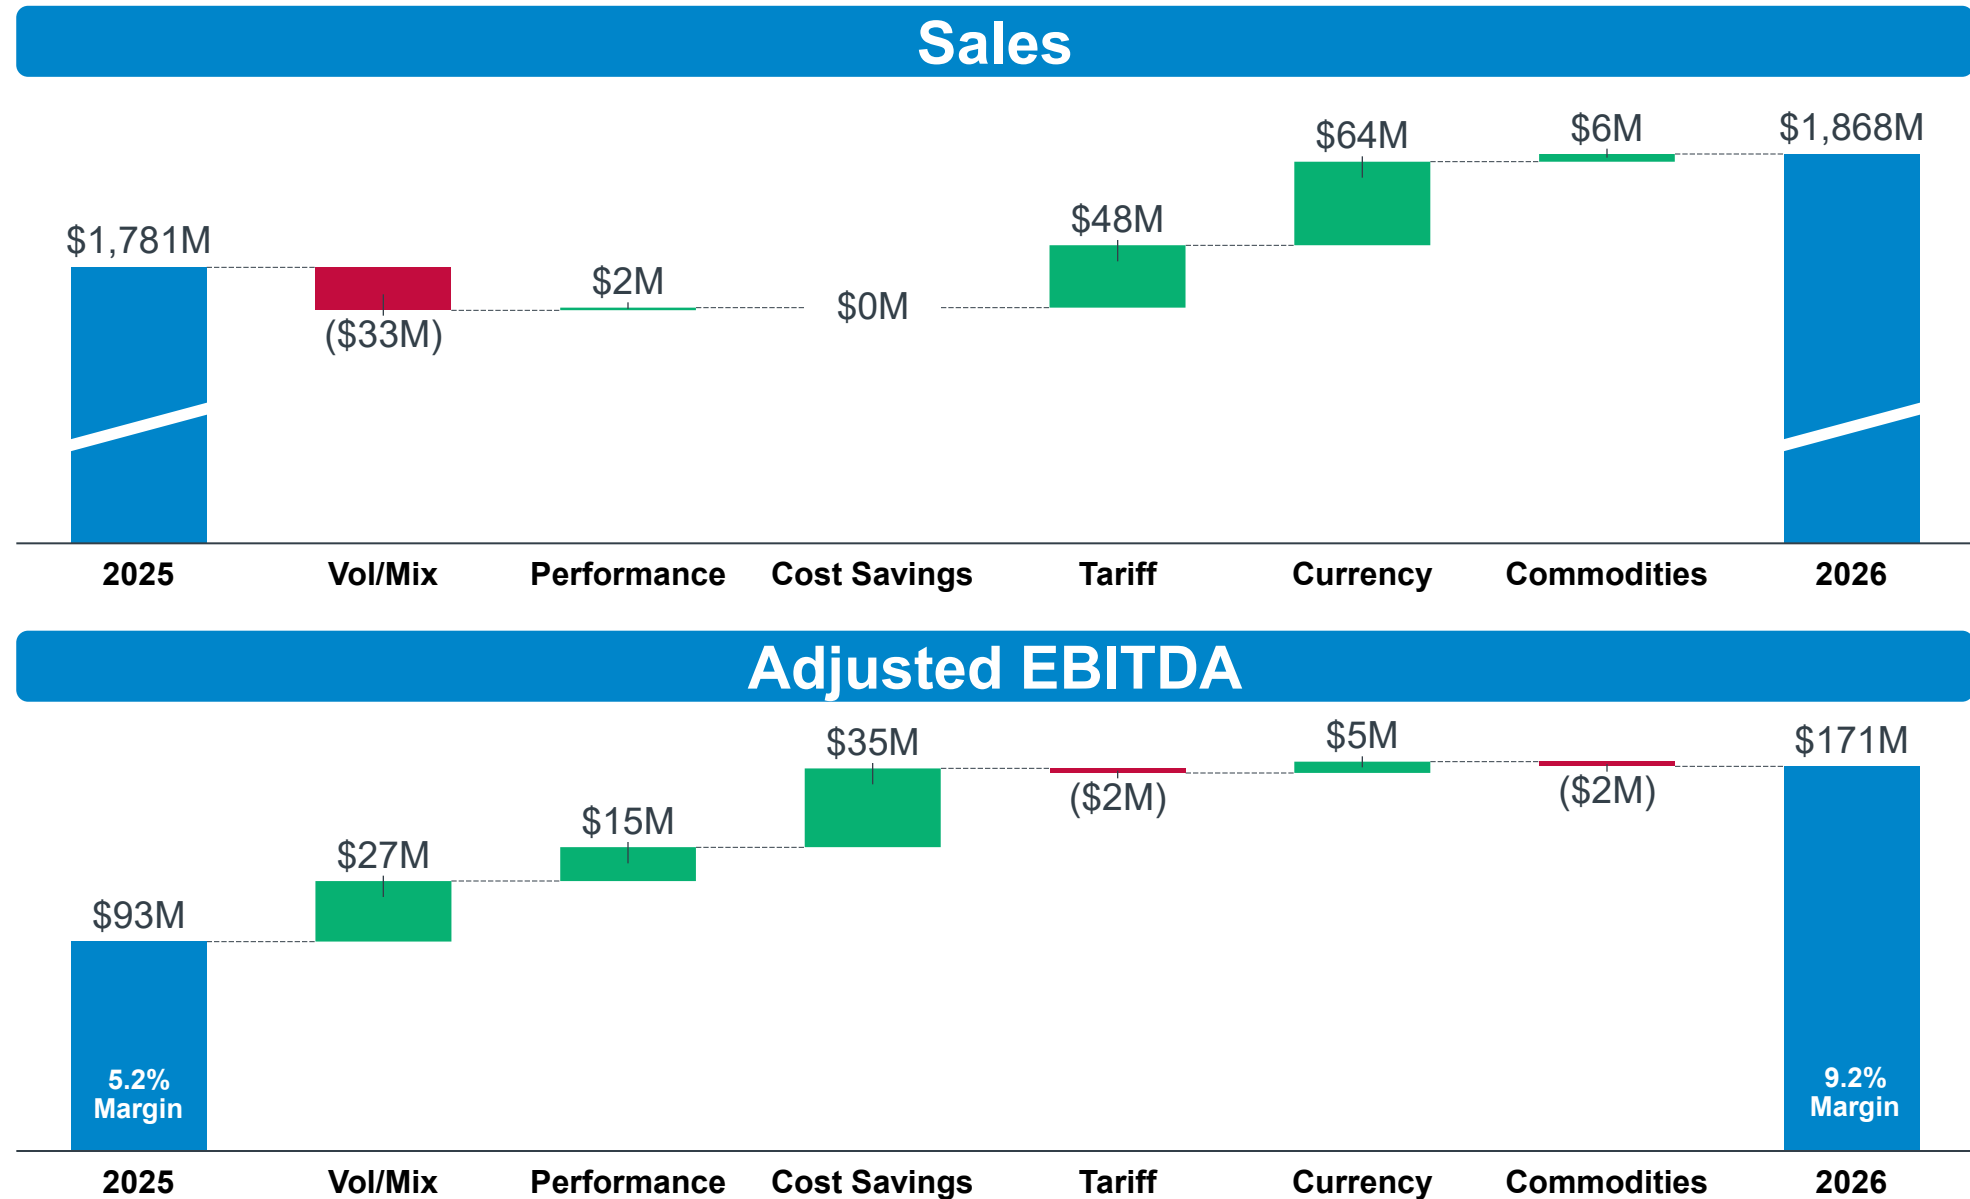 Sales
$1,781M
($33M)
$2M
$0M
$48M
$64M
$6M
$1,868M
2025
Vol/Mix
Performance
Cost Savings
Tariff
Currency
Commodities
2026
Adjusted EBITDA
$93M
$27M
$15M
$35M
($2M)
$5M
($2M)
$171M
5.2%
Margin
9.2%
Margin
2025
Vol/Mix
Performance
Cost Savings
Tariff
Currency
Commodities
2026